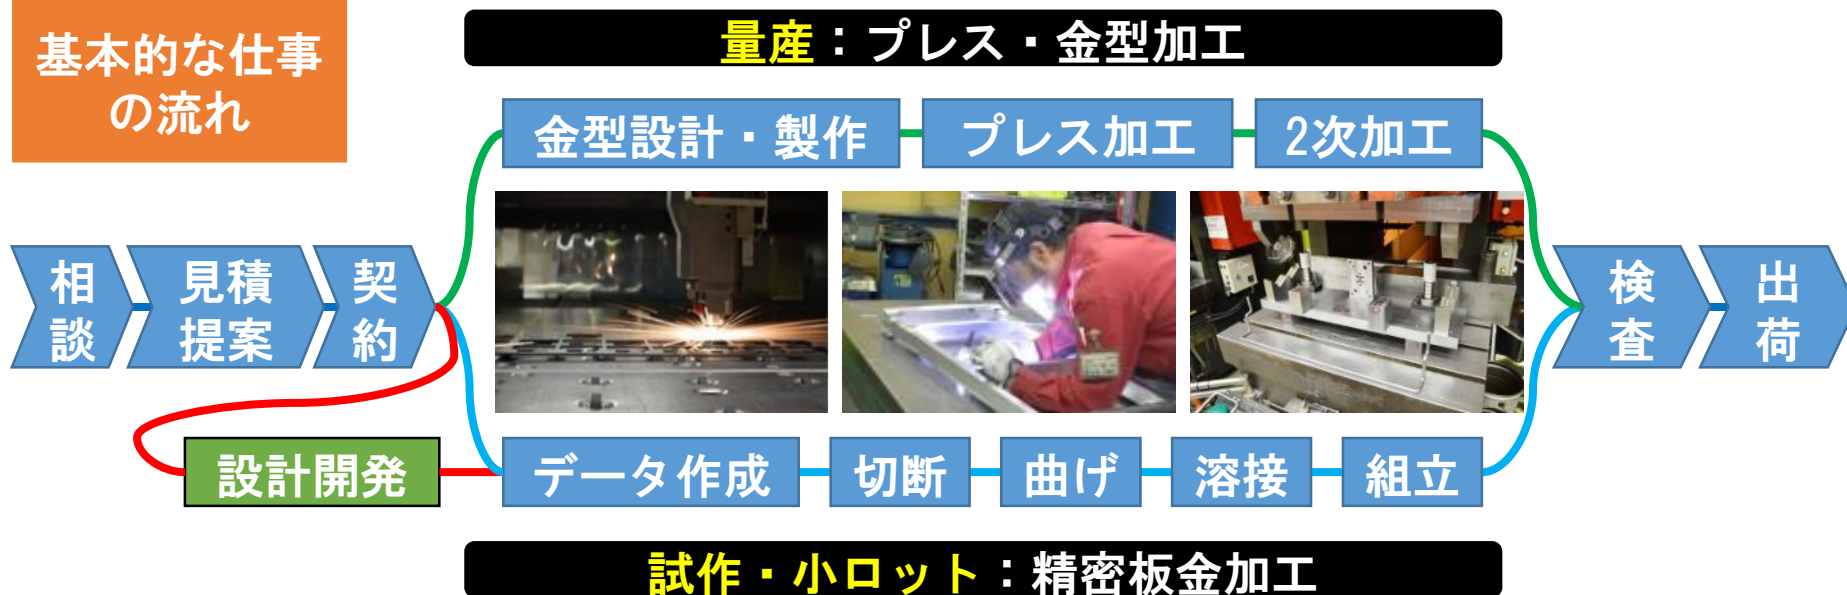 基本的な仕事
の流れ
量産：プレス・金型加工
金型設計・製作
プレス加工
2次加工
相
談
見積
提案
契
約
検
査
出
荷
設計開発
データ作成
切断
曲げ
溶接
組立
試作・小ロット：精密板金加工